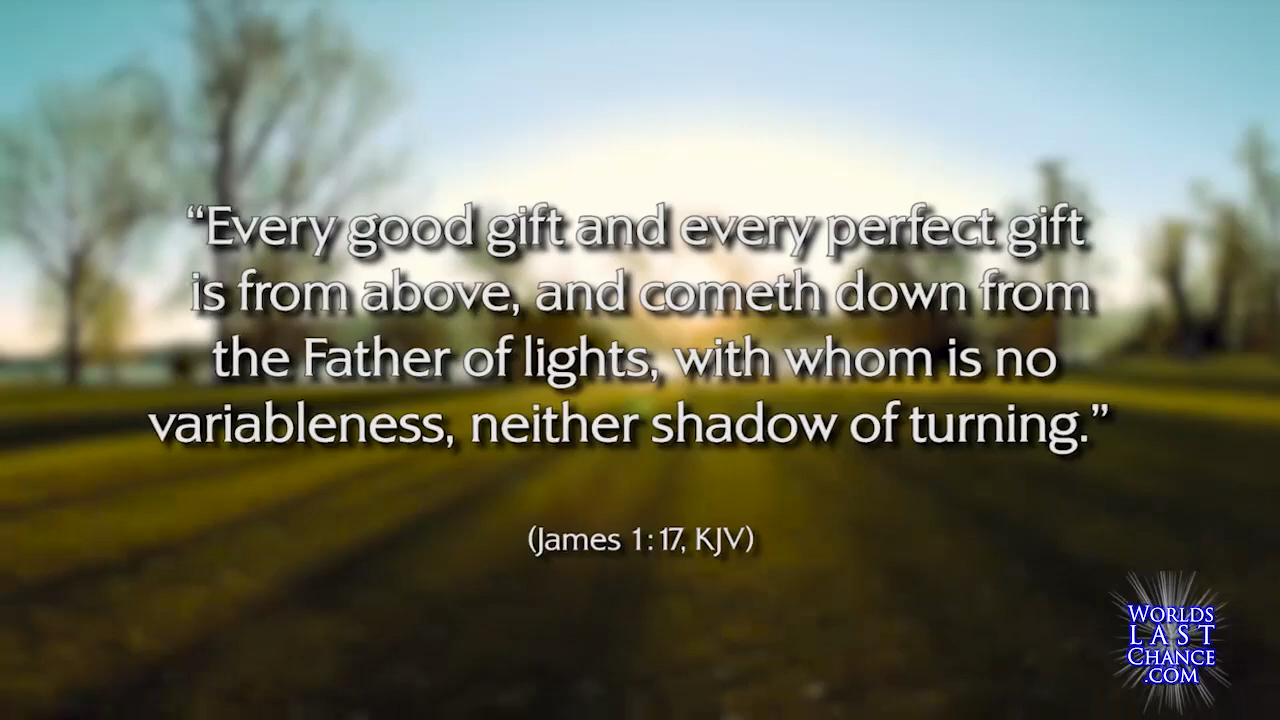 “Every good gift and every perfect gift
is from above, and cometh down from
the Father of lights, with whom is no
variableness, neither shadow of turning.”
(James 1:17, KJV)
WORLDS
LAST
CHANCE
.COM